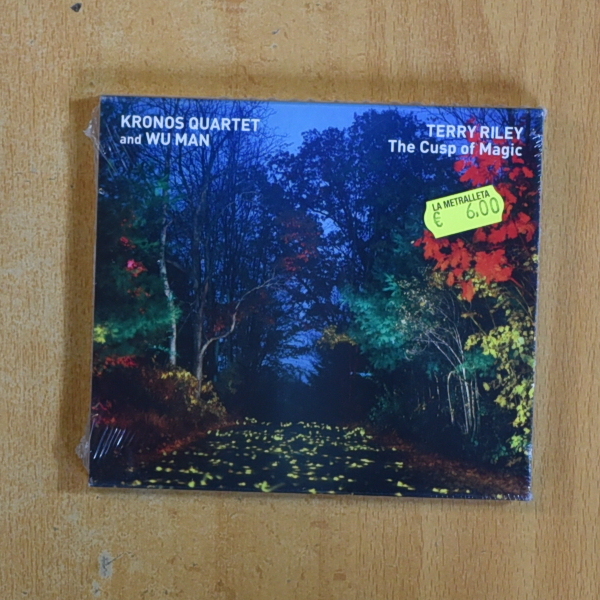 KRONOS QUARTET
and WU MAN
TERRY RILEY
The Cusp of Magic
LA METRALLETA
€ 6,00